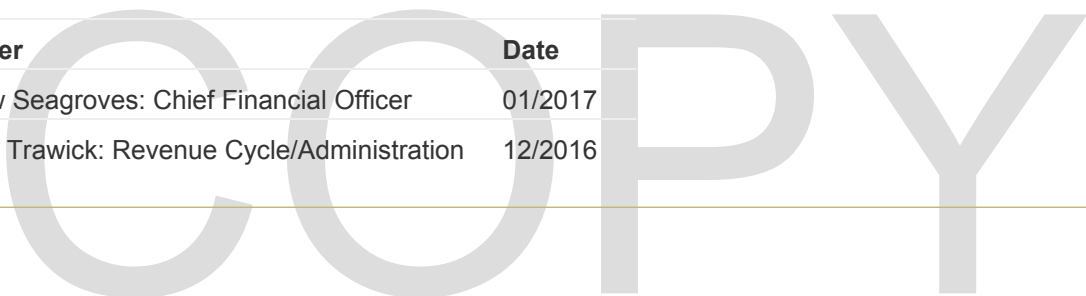 er Date
Seagroves: Chief Financial Officer 01/2017
Trawick: Revenue Cycle/Administration 12/2016
COPY